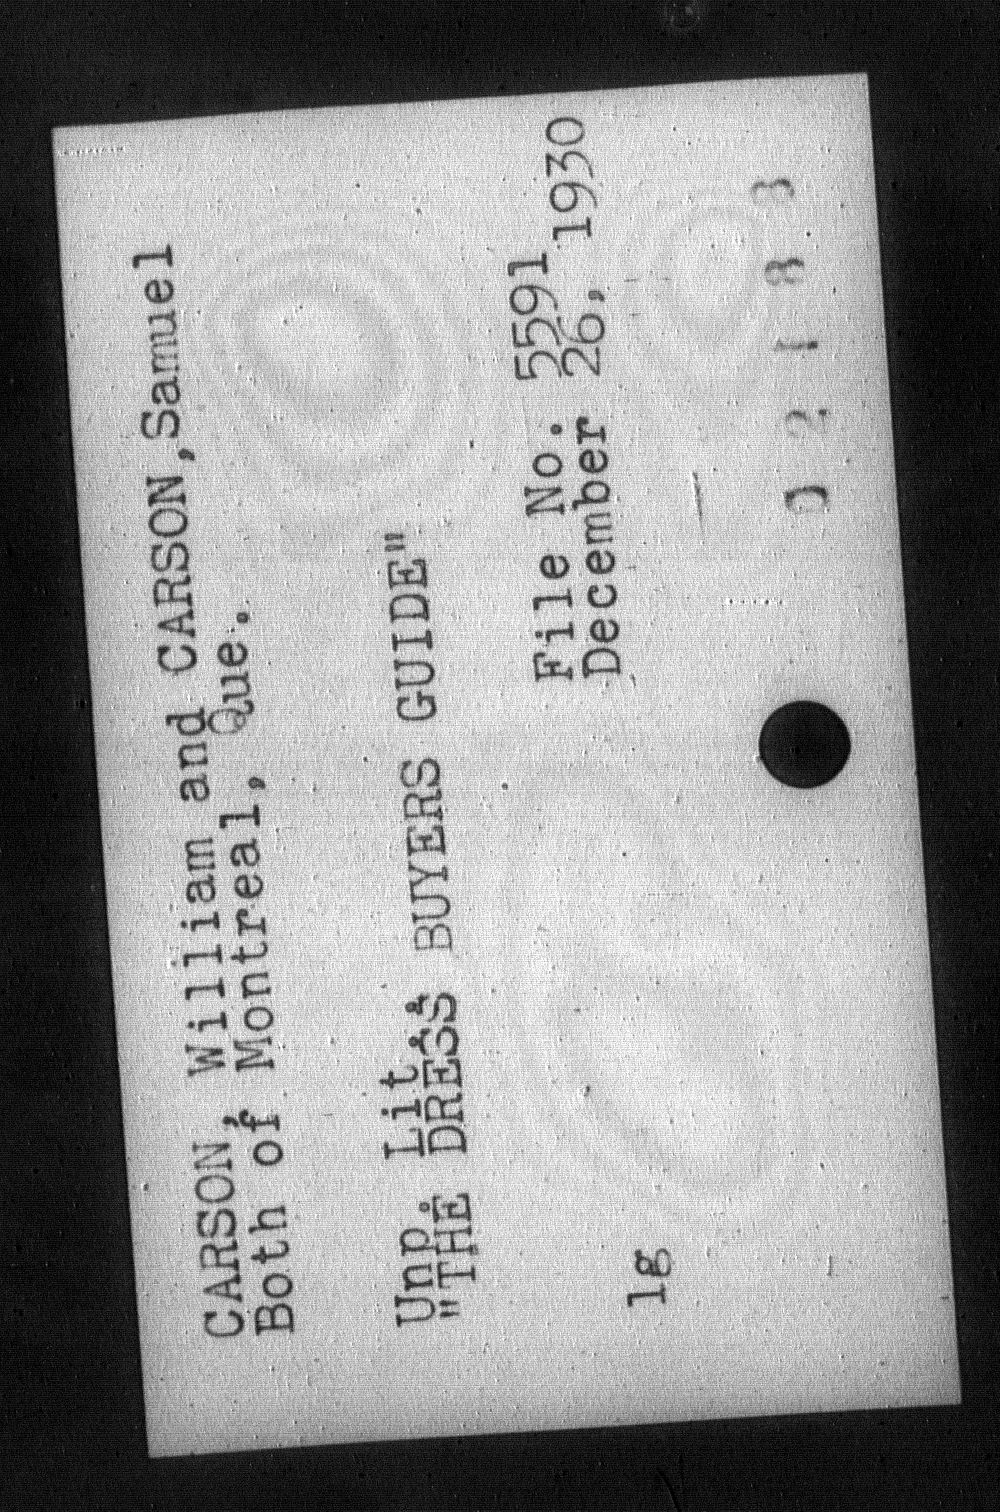 CARSON, William and CARSON,Samuel
Both of Montreal, Que.
Unp. Lit.
"THE DRESS BUYERS GUIDE"
File No. 5591
December 26, 1930
lg